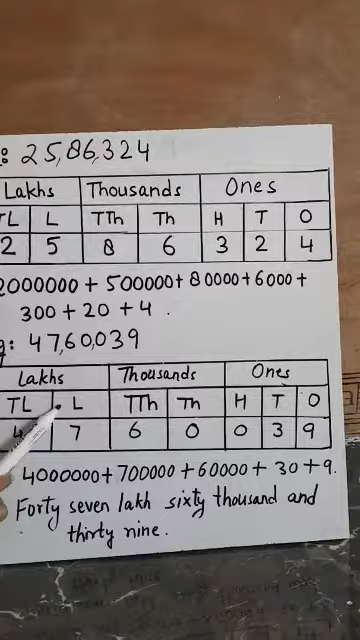 : 25,86,324
Lakhs Thousands Ones
TL L TTh Th H T O
2 5 8 6 3 2 4
2000000 + 500000 + 80000 + 6000 +
300 + 20 + 4 .
g: 47,60,039
Lakhs Thousands Ones
TL L TTh Th H T O
4 7 6 0 0 3 9
4000000 + 700000 + 60000 + 30 + 9.
Forty seven lakh sixty thousand and
thirty nine.